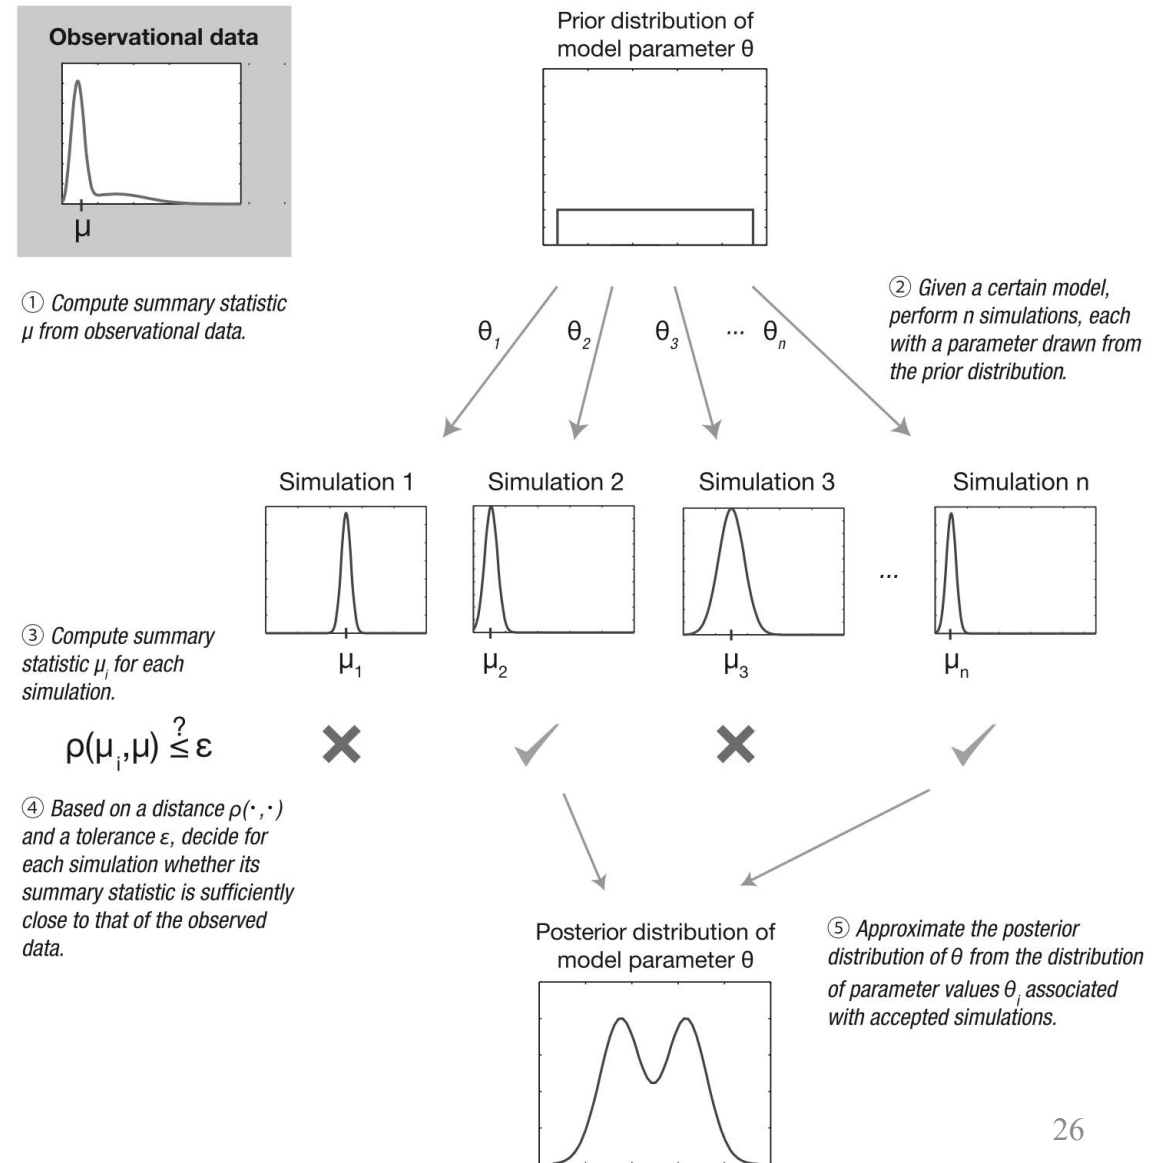 Observational data
μ
Prior distribution of
model parameter θ
① Compute summary statistic
μ from observational data.
② Given a certain model,
perform n simulations, each
with a parameter drawn from
the prior distribution.
θ1 θ2 θ3 ... θn
Simulation 1
Simulation 2
Simulation 3
Simulation n
...
μ1
μ2
μ3
μn
③ Compute summary
statistic μi for each
simulation.
ρ(μi,μ) ≤? ε
④ Based on a distance ρ(·,·)
and a tolerance ε, decide for
each simulation whether its
summary statistic is sufficiently
close to that of the observed
data.
Posterior distribution of
model parameter θ
⑤ Approximate the posterior
distribution of θ from the distribution
of parameter values θi associated
with accepted simulations.
26